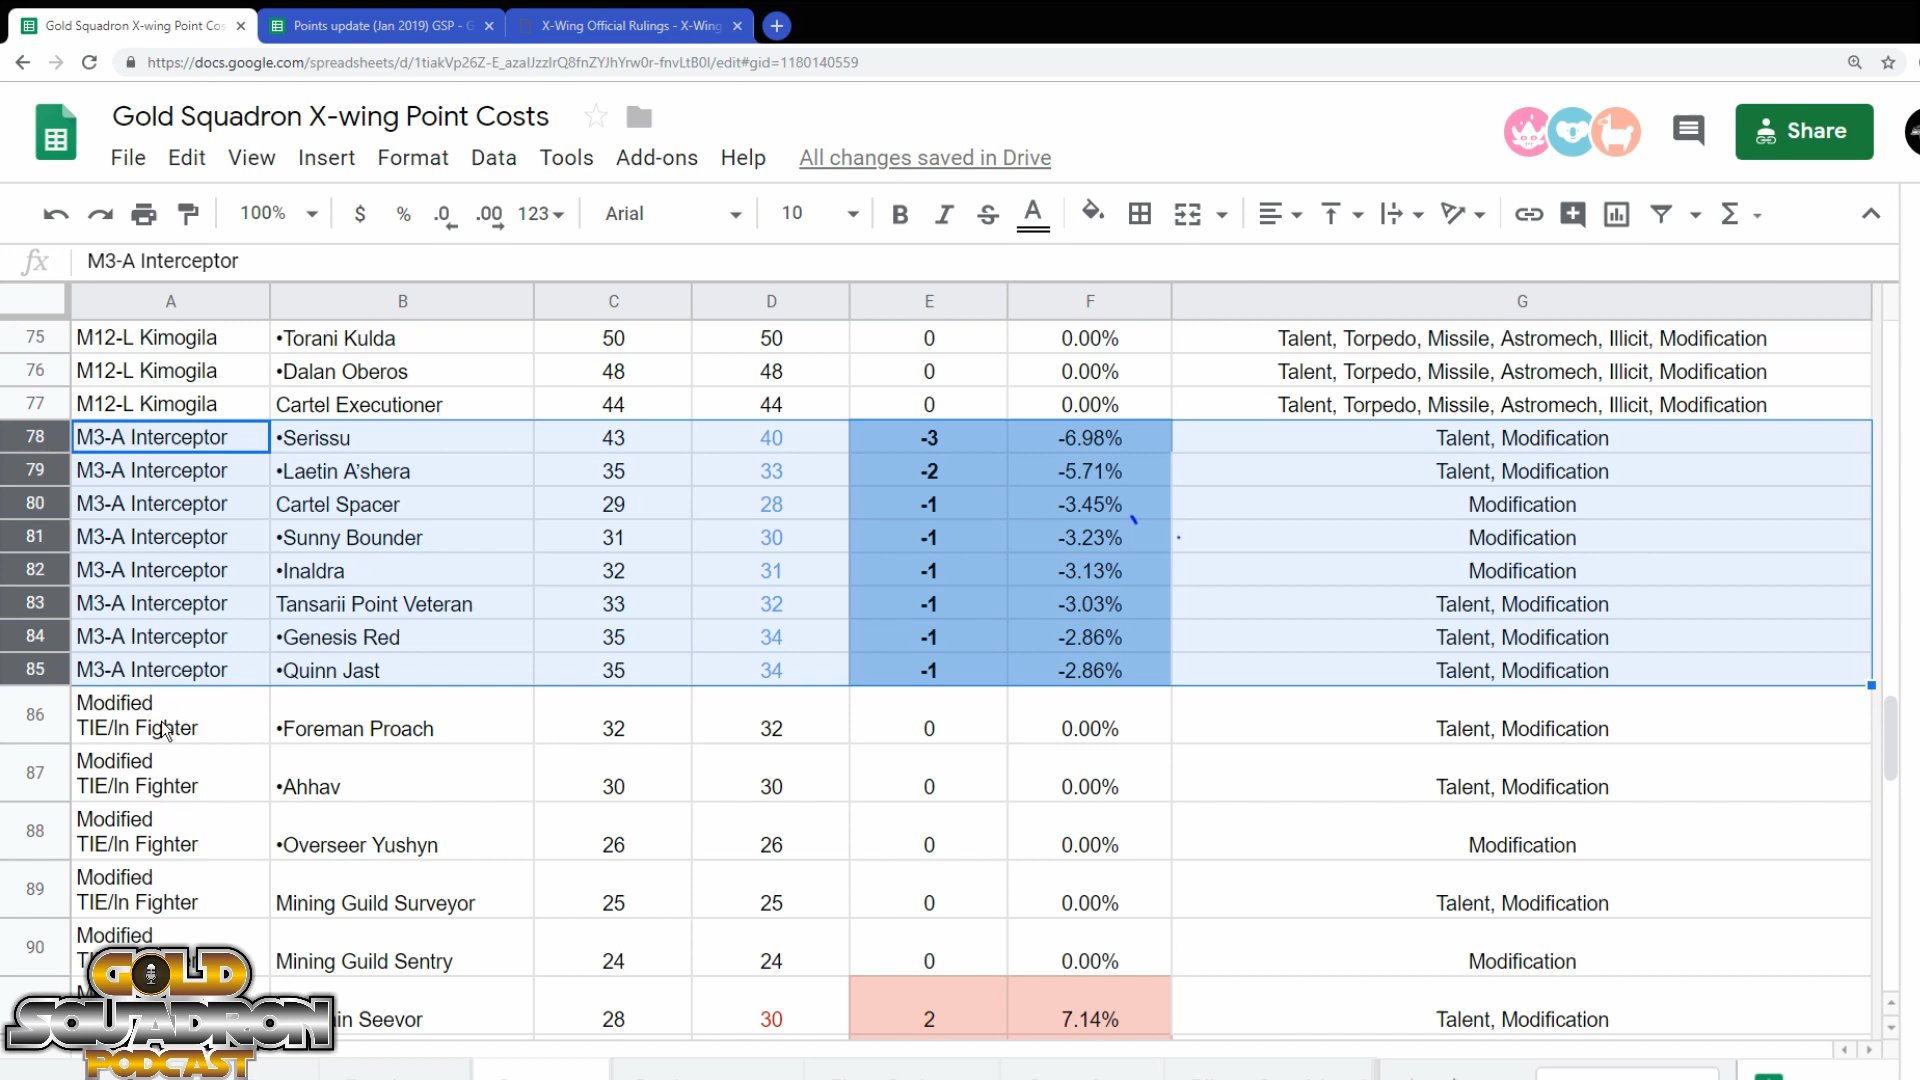 Gold Squadron X-wing Point Cos
Points update (Jan 2019) GSP - G
X-Wing Official Rulings - X-Wing
https://docs.google.com/spreadsheets/d/1tiakVp26Z-E_azaIJzzIrQ8fnZYJhYrw0r-fnvLtB0I/edit#gid=1180140559
Gold Squadron X-wing Point Costs
File Edit View Insert Format Data Tools Add-ons Help All changes saved in Drive
Share
100% $ % .0 .00 123 Arial 10 B I S A Σ
fx M3-A Interceptor
A B C D E F G
75 M12-L Kimogila •Torani Kulda 50 50 0 0.00% Talent, Torpedo, Missile, Astromech, Illicit, Modification
76 M12-L Kimogila •Dalan Oberos 48 48 0 0.00% Talent, Torpedo, Missile, Astromech, Illicit, Modification
77 M12-L Kimogila Cartel Executioner 44 44 0 0.00% Talent, Torpedo, Missile, Astromech, Illicit, Modification
78 M3-A Interceptor •Serissu 43 40 -3 -6.98% Talent, Modification
79 M3-A Interceptor •Laetin A’shera 35 33 -2 -5.71% Talent, Modification
80 M3-A Interceptor Cartel Spacer 29 28 -1 -3.45% Modification
81 M3-A Interceptor •Sunny Bounder 31 30 -1 -3.23% Modification
82 M3-A Interceptor •Inaldra 32 31 -1 -3.13% Modification
83 M3-A Interceptor Tansarii Point Veteran 33 32 -1 -3.03% Talent, Modification
84 M3-A Interceptor •Genesis Red 35 34 -1 -2.86% Talent, Modification
85 M3-A Interceptor •Quinn Jast 35 34 -1 -2.86% Talent, Modification
Modified
86 TIE/ln Fighter •Foreman Proach 32 32 0 0.00% Talent, Modification
Modified
87 TIE/ln Fighter •Ahhav 30 30 0 0.00% Talent, Modification
Modified
88 TIE/ln Fighter •Overseer Yushyn 26 26 0 0.00% Modification
Modified
89 TIE/ln Fighter Mining Guild Surveyor 25 25 0 0.00% Talent, Modification
Modified
90 Mining Guild Sentry 24 24 0 0.00% Modification
in Seevor 28 30 2 7.14% Talent, Modification
GOLD
SQUADRON
PODCAST